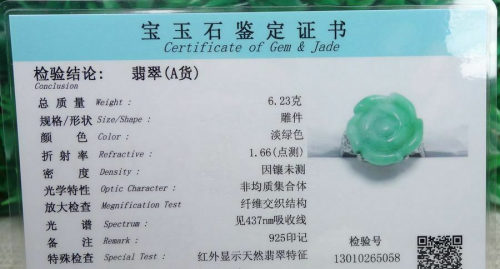 宝玉石鉴定证书
Certificate of Gem & Jade
检验结论: 翡翠(A货)
Conclusion
总质量 Weight: 6.23克
规格/形状 Size/Shape: 雕件
颜色 Color: 淡绿色
折射率 Refractive: 1.66(点测)
密度 Density: 因镶未测
光学特性 Optic Character: 非均质集合体
放大检查 Megnification Test 纤维交织结构
光谱 Spectrum: 见437nm吸收线
备注 Remark: 925印记
特殊检查 Special Test: 红外显示天然翡翠特征
检验号
13010265058